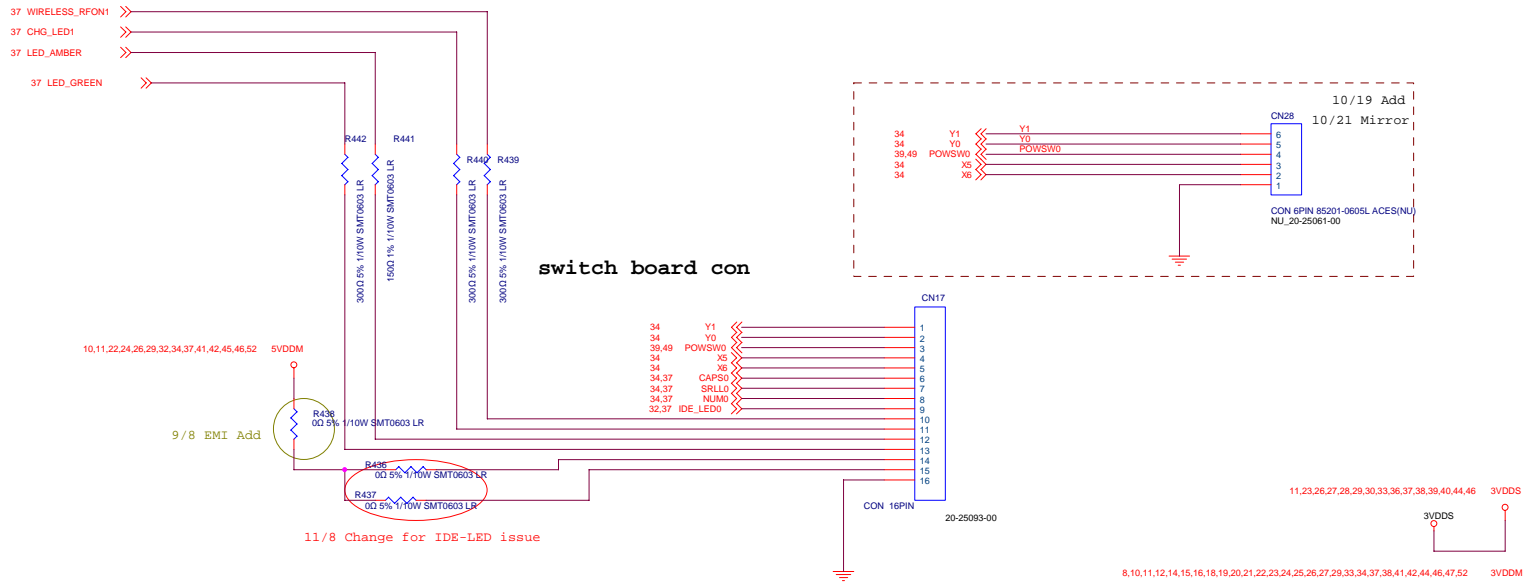 37 WIRELESS_RFON1
37 CHG_LED1
37 LED_AMBER
37 LED_GREEN
R442
R441
R440
R439
300Ω 5% 1/10W SMT0603 LR
150Ω 1% 1/10W SMT0603 LR
300Ω 5% 1/10W SMT0603 LR
300Ω 5% 1/10W SMT0603 LR
10/19 Add
10/21 Mirror
CN28
34 Y1 Y1 6
34 Y0 Y0 5
39,49 POWSW0 POWSW0 4
34 X5 3
34 X6 2
1
CON 6PIN 85201-0605L ACES(NU)
NU_20-25061-00
switch board con
CN17
34 Y1 1
34 Y0 2
39,49 POWSW0 3
34 X5 4
34 X6 5
34,37 CAPS0 6
34,37 SRLL0 7
34,37 NUM0 8
32,37 IDE_LED0 9
10
11
12
13
14
15
16
CON 16PIN
20-25093-00
10,11,22,24,26,29,32,34,37,41,42,45,46,52 5VDDM
R438
0Ω 5% 1/10W SMT0603 LR
9/8 EMI Add
R436
0Ω 5% 1/10W SMT0603 LR
R437
0Ω 5% 1/10W SMT0603 LR
11/8 Change for IDE-LED issue
11,23,26,27,28,29,30,33,36,37,38,39,40,44,46 3VDDS
3VDDS
8,10,11,12,14,15,16,18,19,20,21,22,23,24,25,26,27,29,33,34,37,38,41,42,44,46,47,52 3VDDM